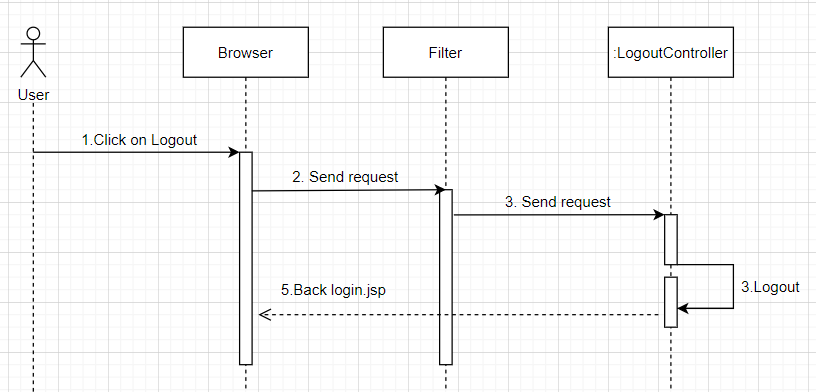 Browser
Filter
:LogoutController
User
1.Click on Logout
2. Send request
3. Send request
3.Logout
5.Back login.jsp